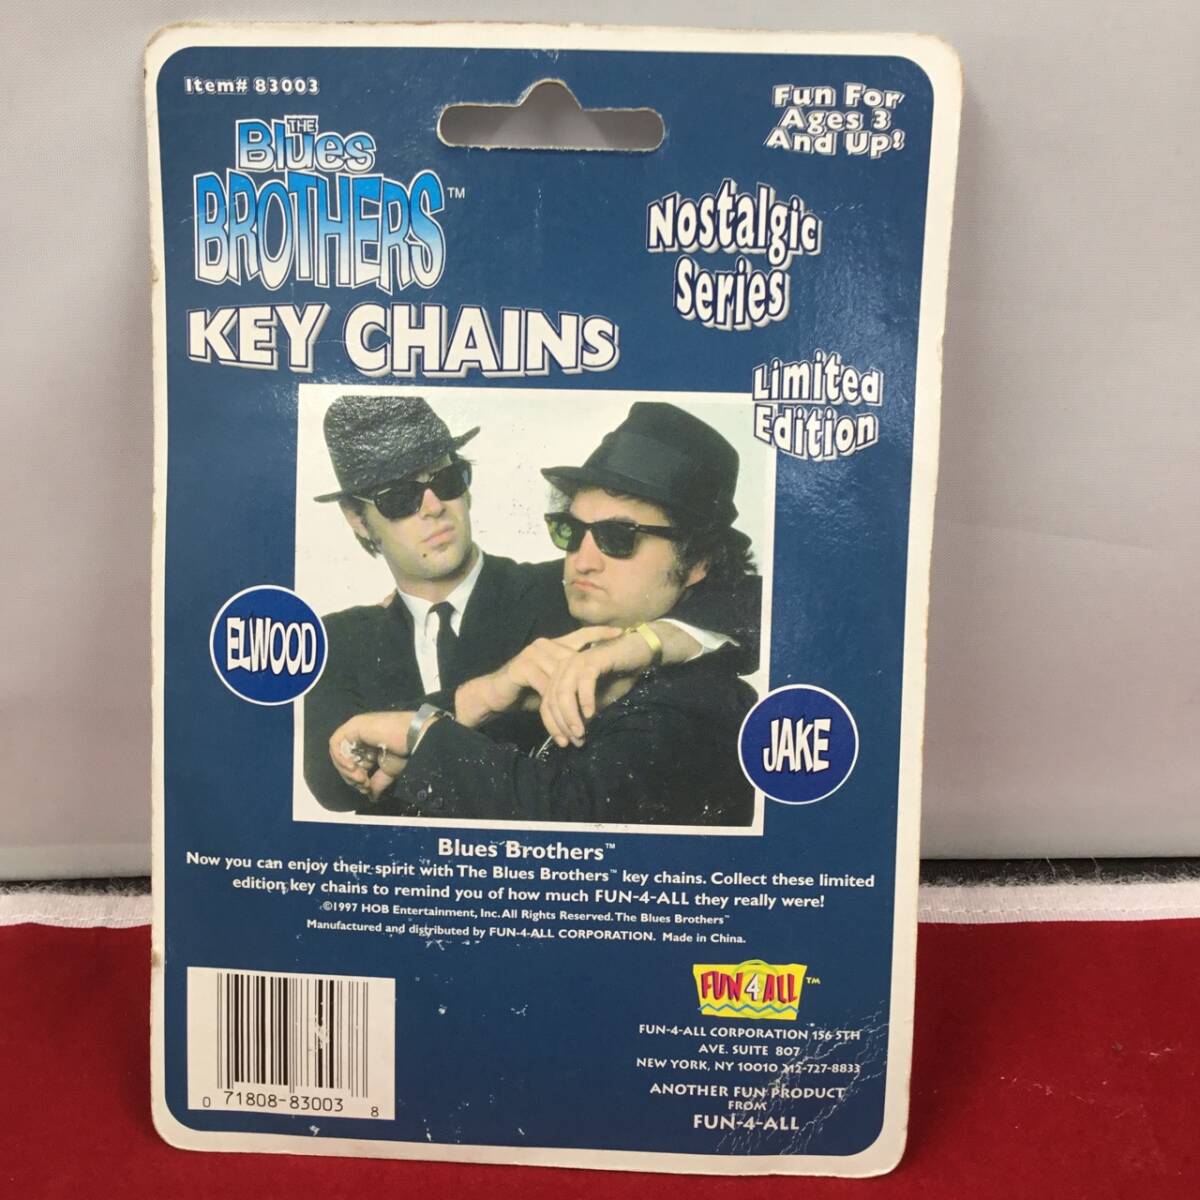 Item# 83003
Fun For
Ages 3
And Up!
THE
Blues
BROTHERS™
KEY CHAINS
Nostalgic
Series
Limited
Edition
ELWOOD
JAKE
Blues Brothers™
Now you can enjoy their spirit with The Blues Brothers™ key chains. Collect these limited
edition key chains to remind you of how much FUN-4-ALL they really were!
©1997 HOB Entertainment, Inc. All Rights Reserved. The Blues Brothers™
Manufactured and distributed by FUN-4-ALL CORPORATION. Made in China.
FUN 4 ALL™
FUN-4-ALL CORPORATION 156 5TH
AVE. SUITE 807
NEW YORK, NY 10010 212-727-8833
ANOTHER FUN PRODUCT
FROM
FUN-4-ALL
0 71808-83003 8